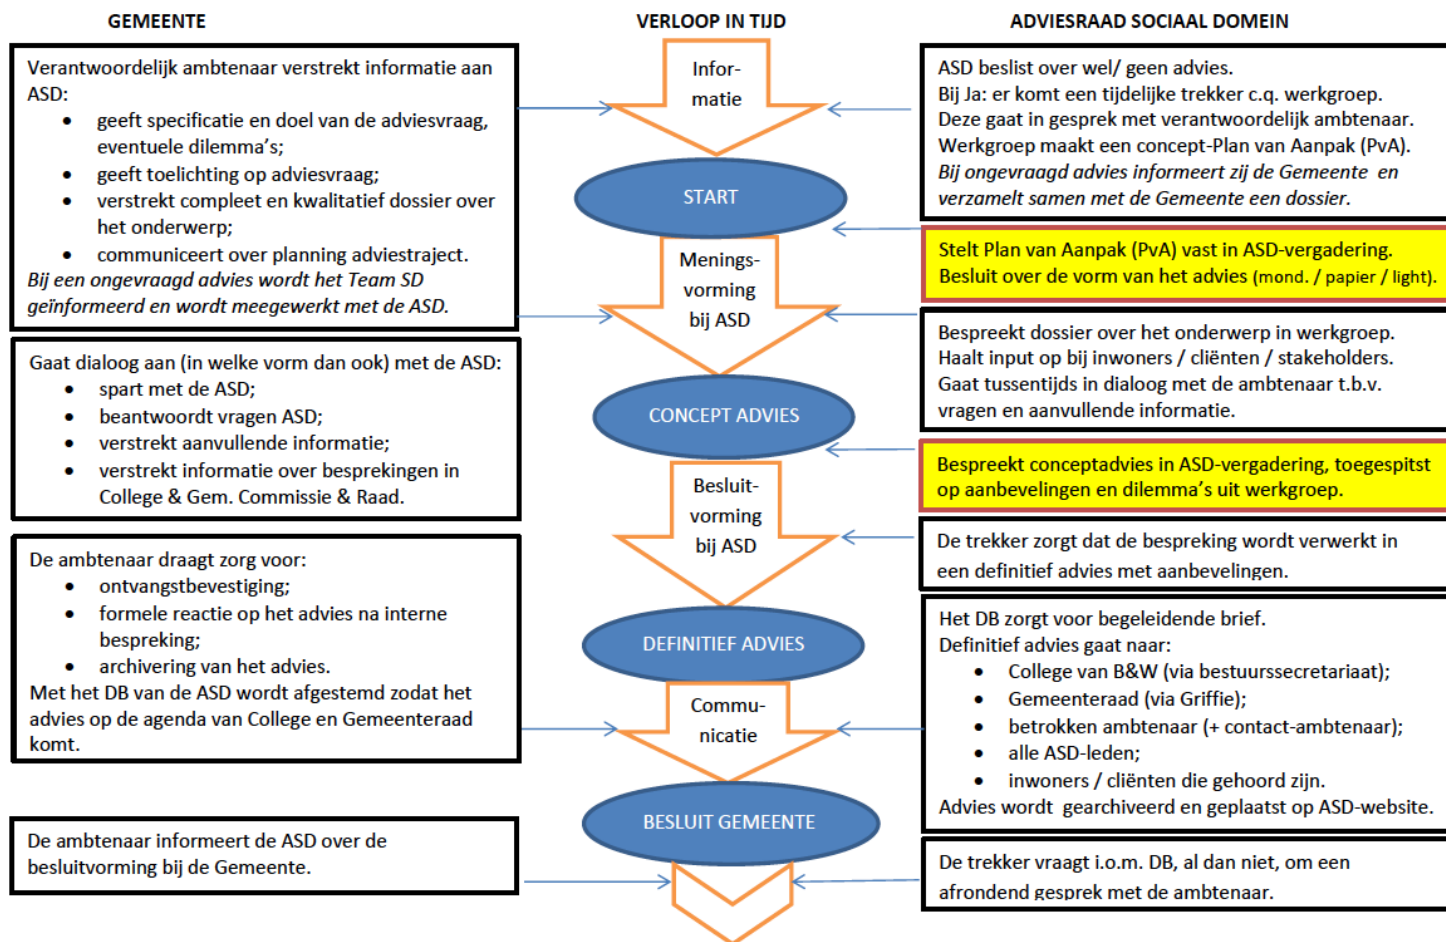 GEMEENTE
Verantwoordelijk ambtenaar verstrekt informatie aan
ASD:
• geeft specificatie en doel van de adviesvraag,
eventuele dilemma's;
• geeft toelichting op adviesvraag;
• verstrekt compleet en kwalitatief dossier over
het onderwerp;
• communiceert over planning adviestraject.
Bij een ongevraagd advies wordt het Team SD
geïnformeerd en wordt meegewerkt met de ASD.
Gaat dialoog aan (in welke vorm dan ook) met de ASD:
• spart met de ASD;
• beantwoordt vragen ASD;
• verstrekt aanvullende informatie;
• verstrekt informatie over besprekingen in
College & Gem. Commissie & Raad.
De ambtenaar draagt zorg voor:
• ontvangstbevestiging;
• formele reactie op het advies na interne
bespreking;
• archivering van het advies.
Met het DB van de ASD wordt afgestemd zodat het
advies op de agenda van College en Gemeenteraad
komt.
De ambtenaar informeert de ASD over de
besluitvorming bij de Gemeente.
VERLOOP IN TIJD
Infor-
matie
START
Menings-
vorming
bij ASD
CONCEPT ADVIES
Besluit-
vorming
bij ASD
DEFINITIEF ADVIES
Commu-
nicatie
BESLUIT GEMEENTE
ADVIESRAAD SOCIAAL DOMEIN
ASD beslist over wel/ geen advies.
Bij Ja: er komt een tijdelijke trekker c.q. werkgroep.
Deze gaat in gesprek met verantwoordelijk ambtenaar.
Werkgroep maakt een concept-Plan van Aanpak (PvA).
Bij ongevraagd advies informeert zij de Gemeente en
verzamelt samen met de Gemeente een dossier.
Stelt Plan van Aanpak (PvA) vast in ASD-vergadering.
Besluit over de vorm van het advies (mond. / papier / light).
Bespreekt dossier over het onderwerp in werkgroep.
Haalt input op bij inwoners / cliënten / stakeholders.
Gaat tussentijds in dialoog met de ambtenaar t.b.v.
vragen en aanvullende informatie.
Bespreekt conceptadvies in ASD-vergadering, toegespitst
op aanbevelingen en dilemma's uit werkgroep.
De trekker zorgt dat de bespreking wordt verwerkt in
een definitief advies met aanbevelingen.
Het DB zorgt voor begeleidende brief.
Definitief advies gaat naar:
• College van B&W (via bestuurssecretariaat);
• Gemeenteraad (via Griffie);
• betrokken ambtenaar (+ contact-ambtenaar);
• alle ASD-leden;
• inwoners / cliënten die gehoord zijn.
Advies wordt gearchiveerd en geplaatst op ASD-website.
De trekker vraagt i.o.m. DB, al dan niet, om een
afrondend gesprek met de ambtenaar.